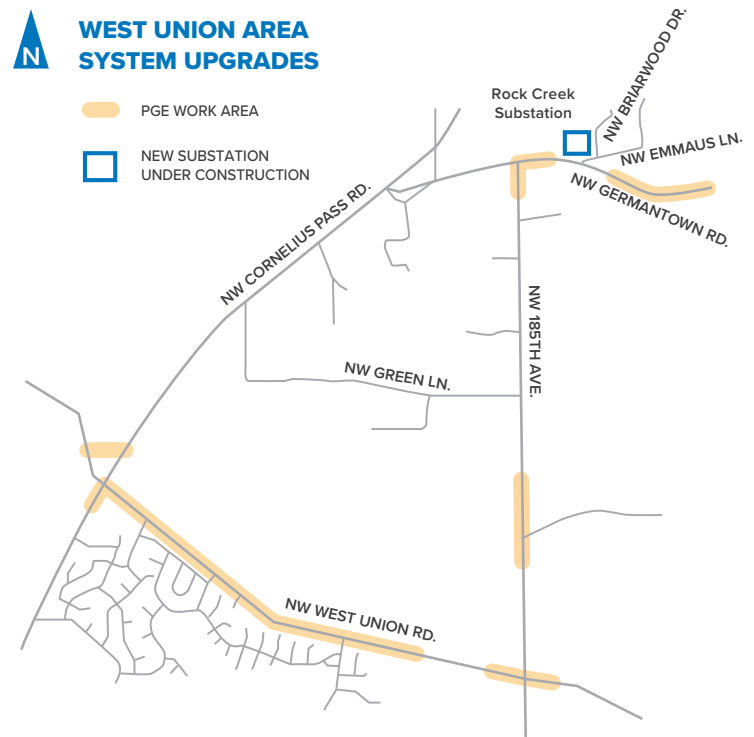 N
WEST UNION AREA
SYSTEM UPGRADES
PGE WORK AREA
NEW SUBSTATION
UNDER CONSTRUCTION
Rock Creek
Substation
NW BRIARWOOD DR.
NW EMMAUS LN.
NW GERMANTOWN RD.
NW CORNELIUS PASS RD.
NW 185TH AVE.
NW GREEN LN.
NW WEST UNION RD.